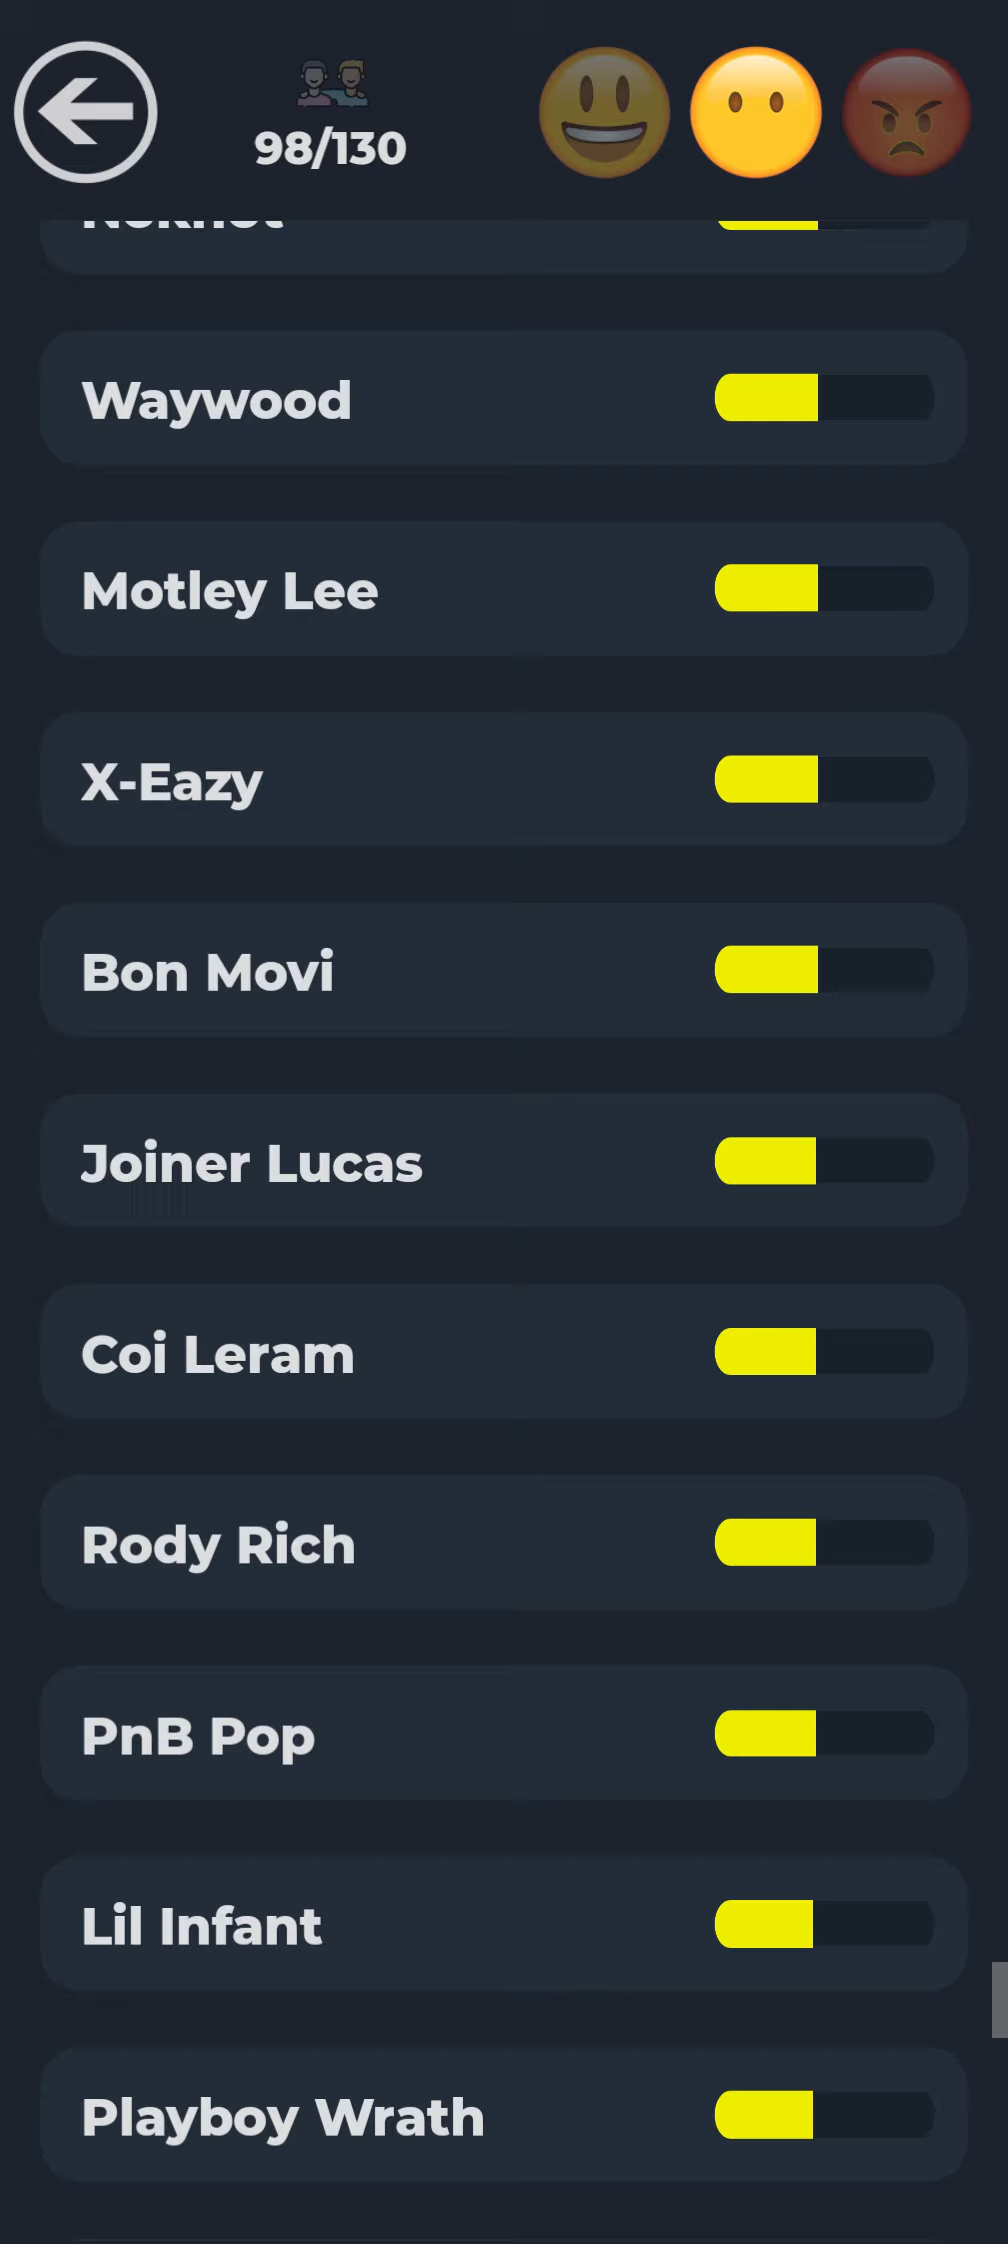 98/130
Waywood
Motley Lee
X-Eazy
Bon Movi
Joiner Lucas
Coi Leram
Rody Rich
PnB Pop
Lil Infant
Playboy Wrath